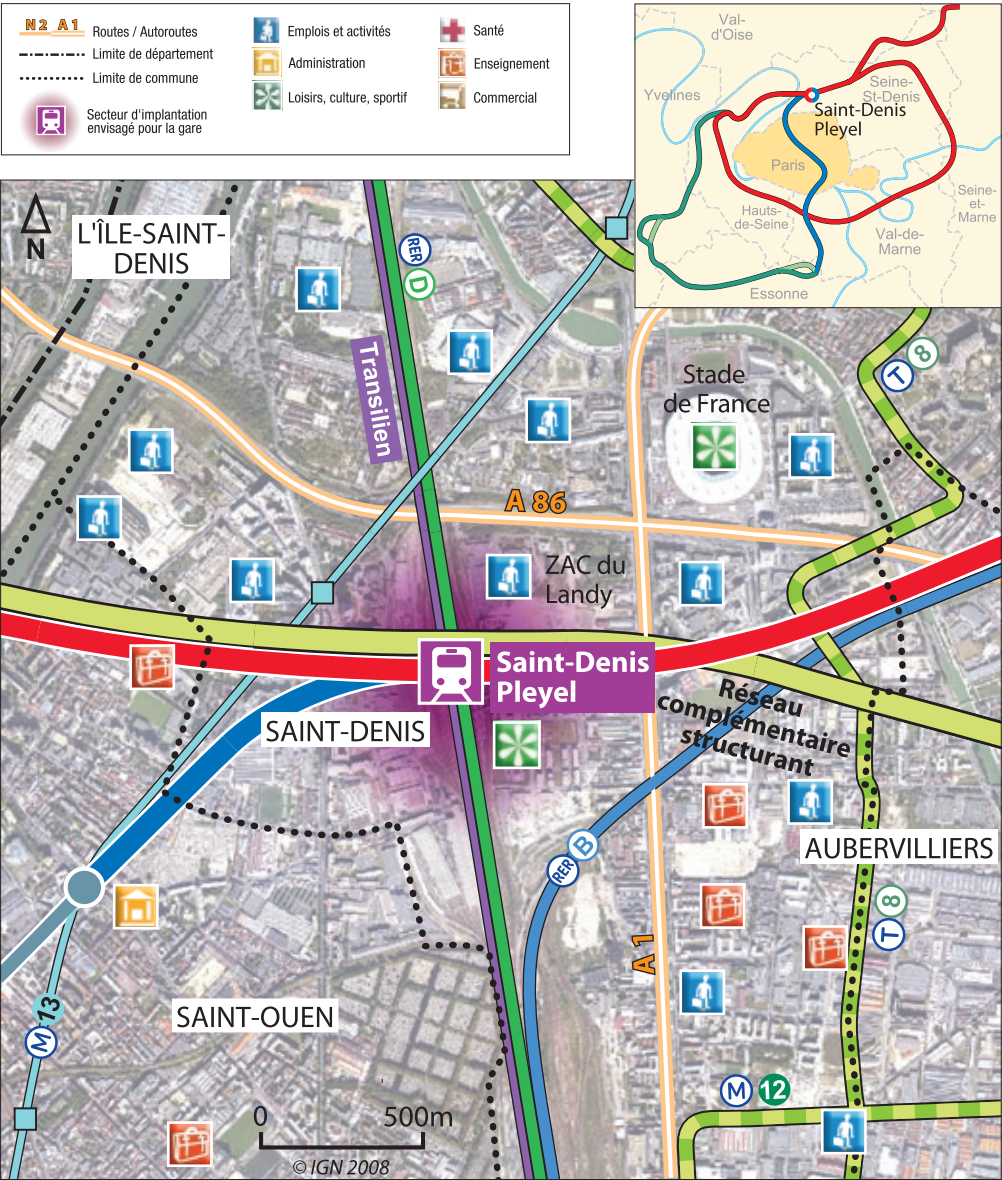 N2 A1 Routes / Autoroutes
Limite de département
Limite de commune
Secteur d'implantation
envisagé pour la gare
Emplois et activités
Administration
Loisirs, culture, sportif
Santé
Enseignement
Commercial
Val-
d'Oise
Yvelines
Seine-
St-Denis
Saint-Denis
Pleyel
Paris
Hauts-
de-Seine
Val-de-
Marne
Seine-
et-
Marne
Essonne
N
L'ÎLE-SAINT-
DENIS
RER D
Transilien
T 8
Stade
de France
A 86
ZAC du
Landy
Saint-Denis
Pleyel
SAINT-DENIS
Réseau
complémentaire
structurant
AUBERVILLIERS
RER B
T 8
A1
M 13
SAINT-OUEN
M 12
0 500m
© IGN 2008